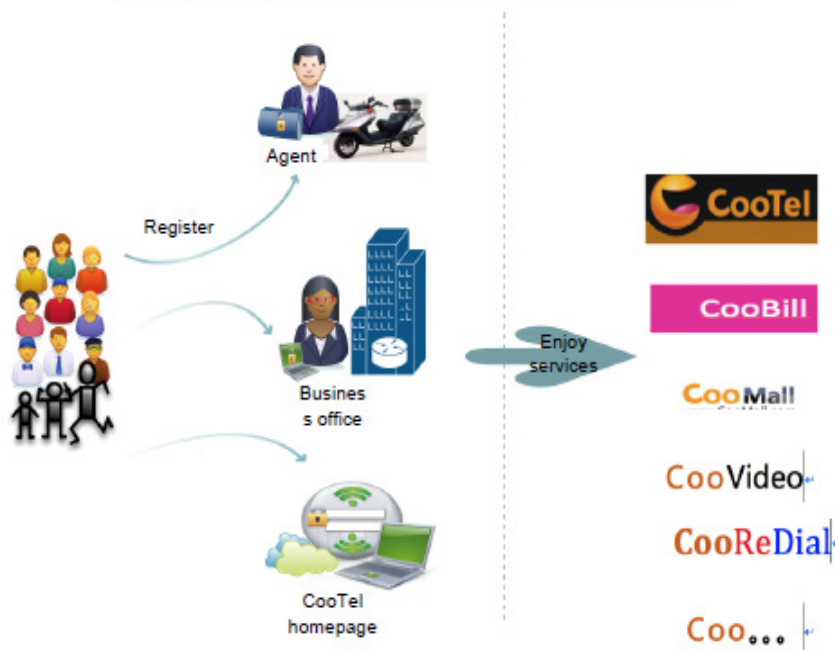 Agent
Register
Busines
s office
CooTel
homepage
Enjoy
services
CooTel
CooBill
CooMall
CooVideo
CooReDial
Coo...